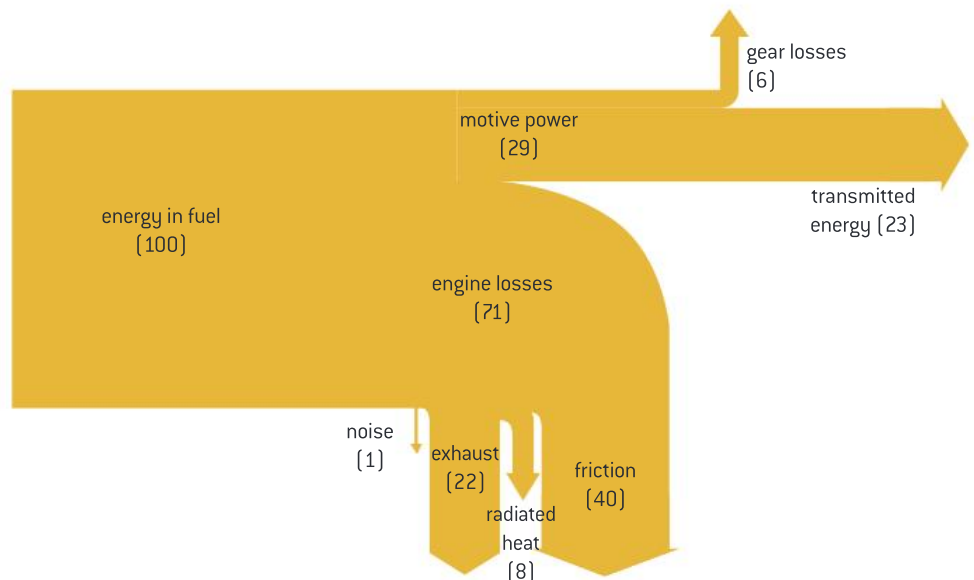 gear losses
(6)
motive power
(29)
transmitted
energy (23)
energy in fuel
(100)
engine losses
(71)
noise
(1)
exhaust
(22)
radiated
heat
(8)
friction
(40)